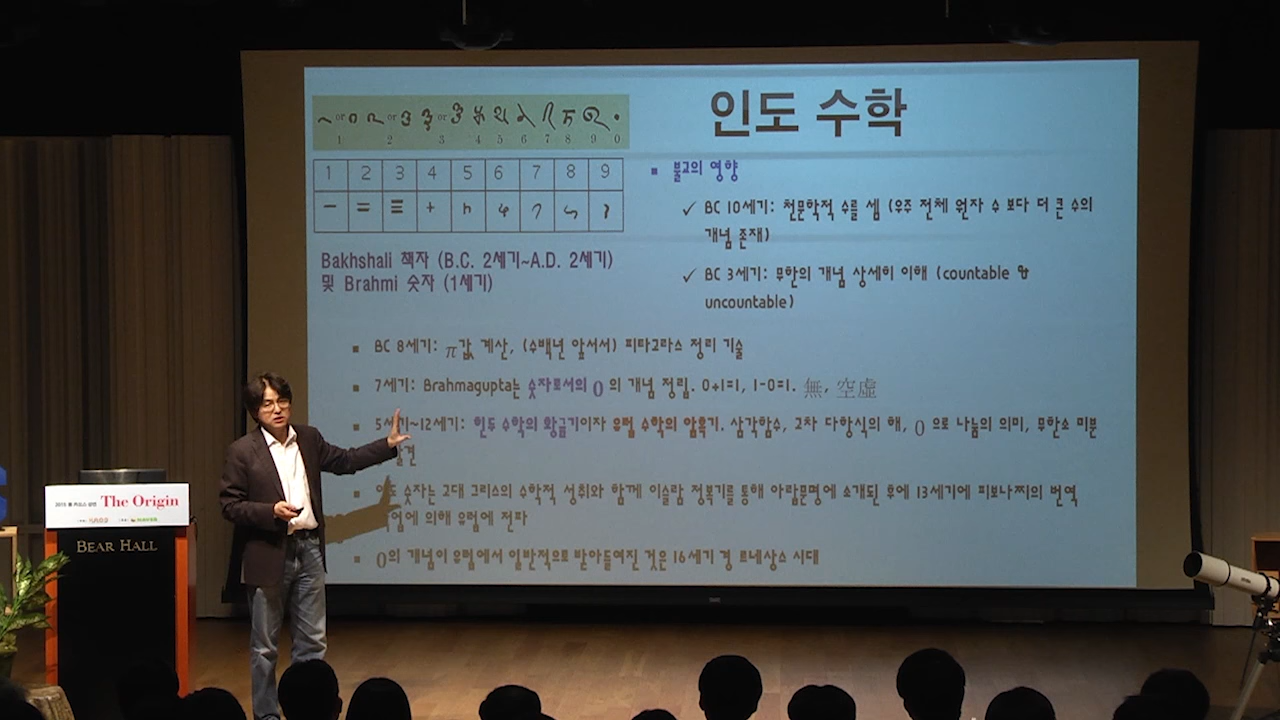 인도 수학
1 2 3 4 5 6 7 8 9 0
1 2 3 4 5 6 7 8 9
Bakhshali 책자 (B.C. 2세기~A.D. 2세기)
및 Brahmi 숫자 (1세기)
불교의 영향
✓ BC 10세기: 천문학적 수를 셈 (우주 전체 원자 수 보다 더 큰 수의
개념 존재)
✓ BC 3세기: 무한의 개념 상세히 이해 (countable &
uncountable)
BC 8세기: π값 계산, (수백년 앞서서) 피타고라스 정리 기술
7세기: Brahmagupta는 숫자로서의 0 의 개념 정립. 0+1=1, 1-0=1. 無, 空虛
5세기~12세기: 힌두 수학의 황금기이자 유럽 수학의 암흑기. 삼각함수, 2차 다항식의 해, 0 으로 나눔의 의미, 무한소 미분
숫자는 고대 그리스의 수학적 성취와 함께 이슬람 정복기를 통해 아랍문명에 소개된 후에 13세기에 피보나찌의 번역
의해 유럽에 전파
0의 개념이 유럽에서 일반적으로 받아들여진 것은 16세기 경 르네상스 시대
The Origin
BEAR HALL